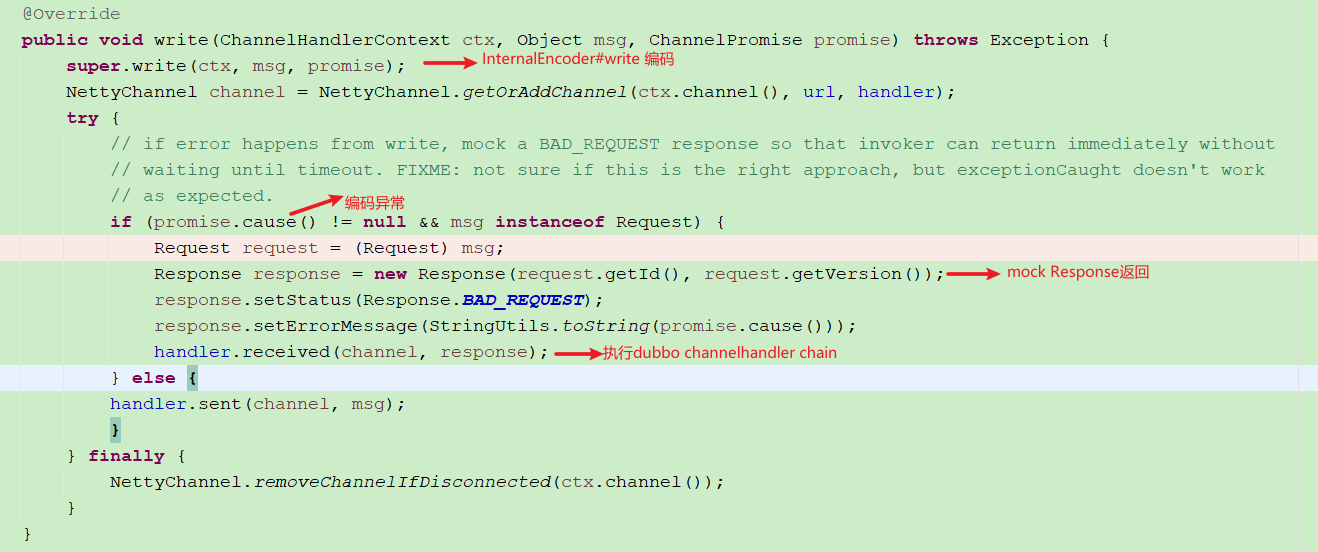 @Override
public void write(ChannelHandlerContext ctx, Object msg, ChannelPromise promise) throws Exception {
super.write(ctx, msg, promise); InternalEncoder#write 编码
NettyChannel channel = NettyChannel.getOrAddChannel(ctx.channel(), url, handler);
try {
// if error happens from write, mock a BAD_REQUEST response so that invoker can return immediately without
// waiting until timeout. FIXME: not sure if this is the right approach, but exceptionCaught doesn't work
// as expected. 编码异常
if (promise.cause() != null && msg instanceof Request) {
Request request = (Request) msg;
Response response = new Response(request.getId(), request.getVersion()); mock Response返回
response.setStatus(Response.BAD_REQUEST);
response.setErrorMessage(StringUtils.toString(promise.cause()));
handler.received(channel, response); 执行dubbo channelhandler chain
} else {
handler.sent(channel, msg);
}
} finally {
NettyChannel.removeChannelIfDisconnected(ctx.channel());
}
}